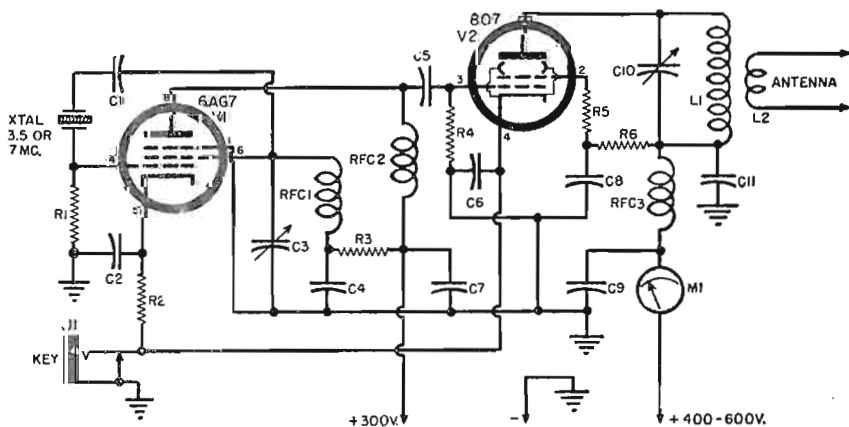 807
V2
C5
C10
C1
XTAL
3.5 OR
7 MC.
6AG7
V1
3
2
4
6
R4
R5
R6
L1
L2
ANTENNA
RFC1
RFC2
RFC3
C6
C8
C11
R1
C2
R2
C3
R3
C4
C7
C9
M1
J1
KEY
+300V.
-
+400-600V.